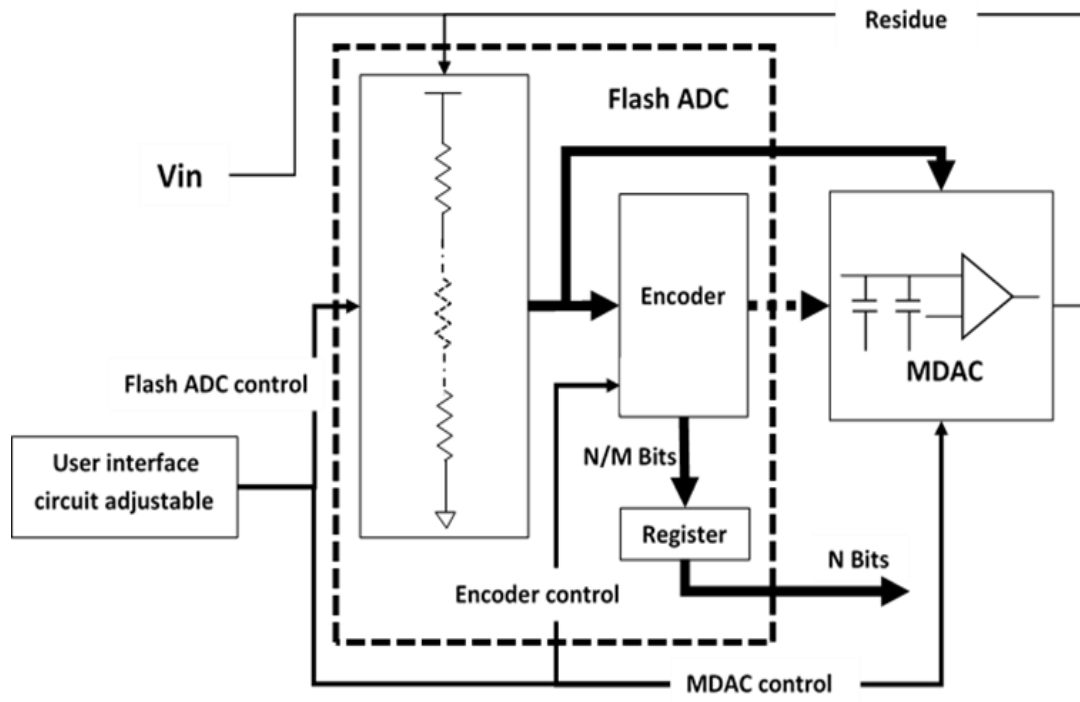 Residue
Flash ADC
Vin
Encoder
MDAC
Flash ADC control
User interface
circuit adjustable
N/M Bits
Register
N Bits
Encoder control
MDAC control